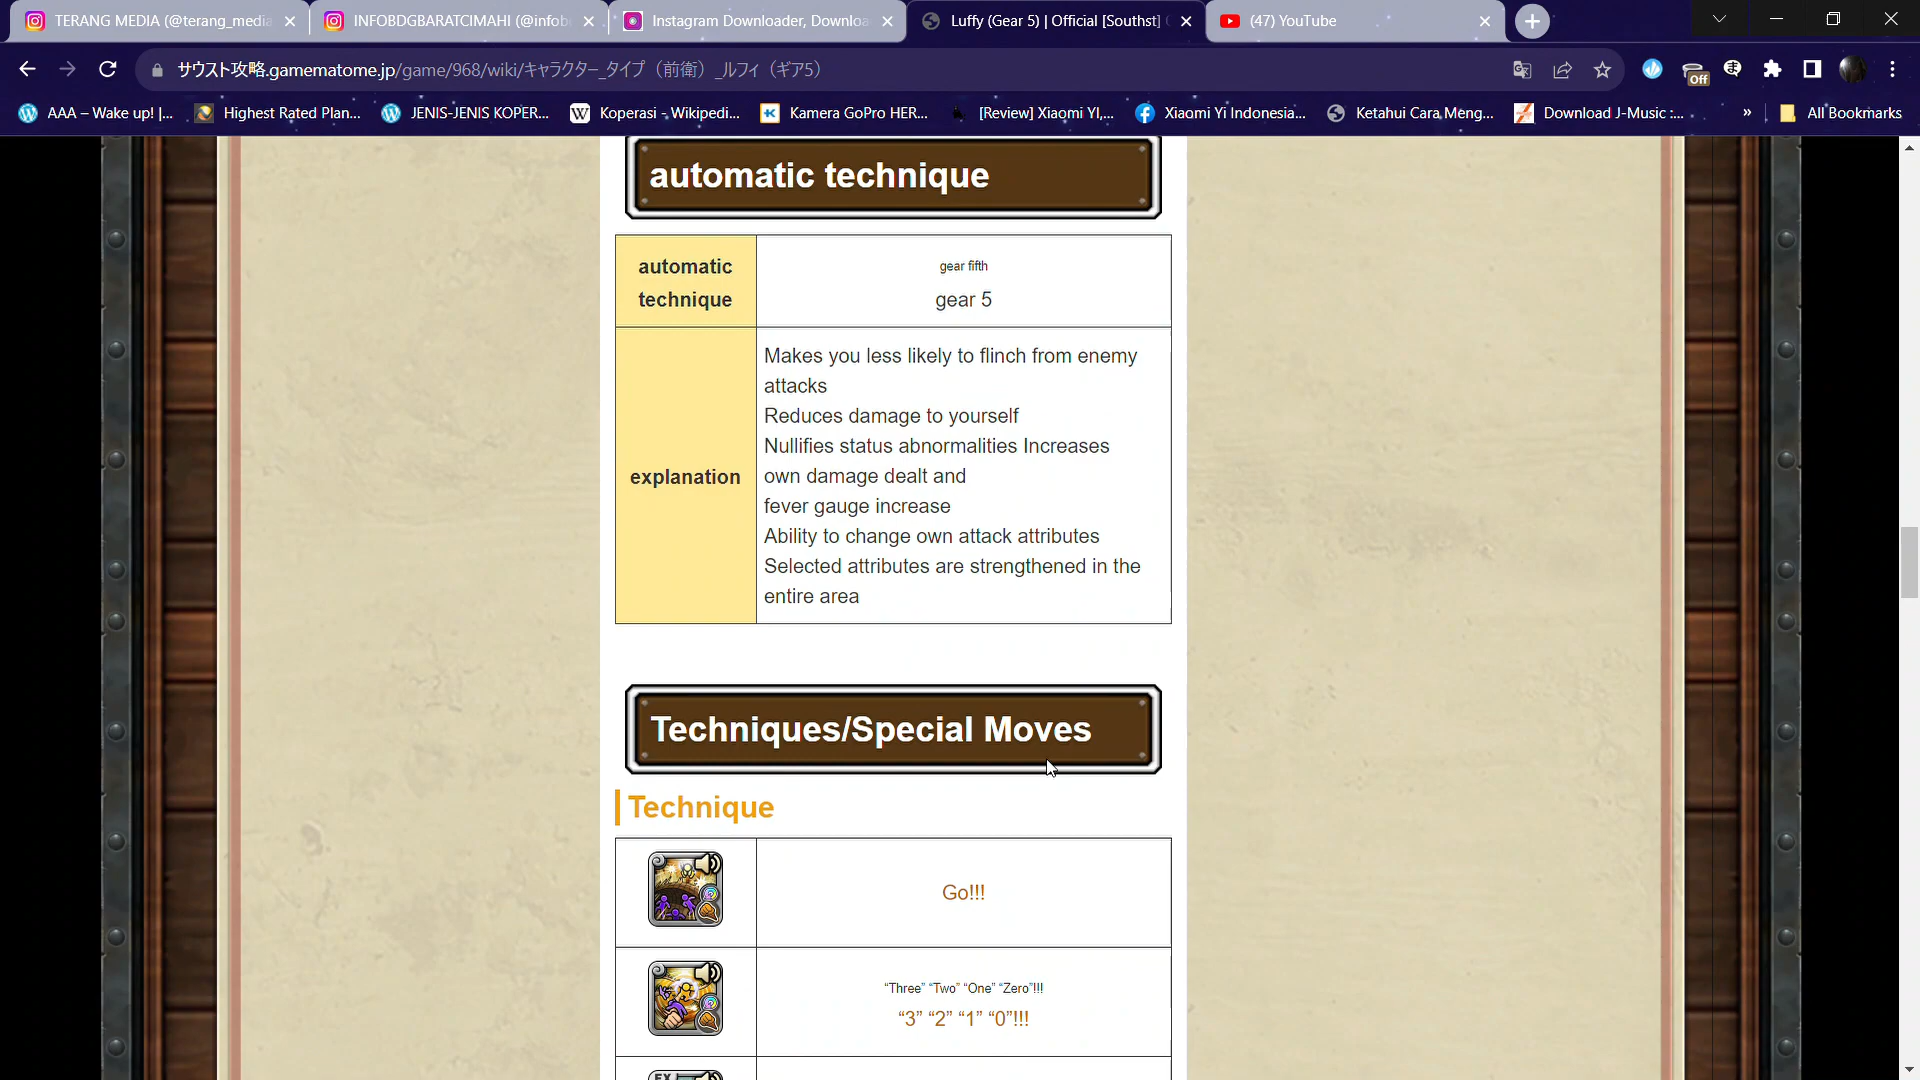 TERANG MEDIA (@terang_media
INFOBDGBARATCIMAHI (@infob
Instagram Downloader, Downloa
Luffy (Gear 5) | Official [Southst]
(47) YouTube
サウスト攻略.gamematome.jp/game/968/wiki/キャラクター_タイプ（前衛）_ルフィ（ギア5）
Off
AAA – Wake up! |...
Highest Rated Plan...
JENIS-JENIS KOPER...
Koperasi - Wikipedi...
Kamera GoPro HER...
[Review] Xiaomi YI,...
Xiaomi Yi Indonesia...
Ketahui Cara Meng...
Download J-Music :...
»
All Bookmarks
automatic technique
automatic
technique
gear fifth
gear 5
explanation
Makes you less likely to flinch from enemy
attacks
Reduces damage to yourself
Nullifies status abnormalities Increases
own damage dealt and
fever gauge increase
Ability to change own attack attributes
Selected attributes are strengthened in the
entire area
Techniques/Special Moves
Technique
Go!!!
“Three” “Two” “One” “Zero”!!!
“3” “2” “1” “0”!!!
EX